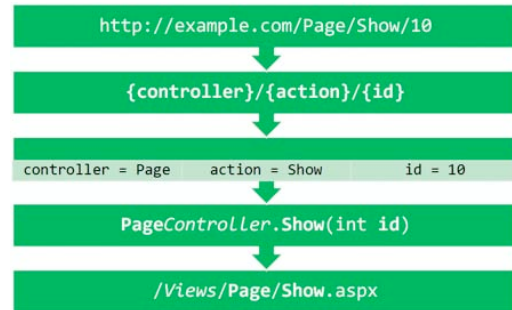 http://example.com/Page/Show/10
{controller}/{action}/{id}
controller = Page action = Show id = 10
PageController.Show(int id)
/Views/Page/Show.aspx